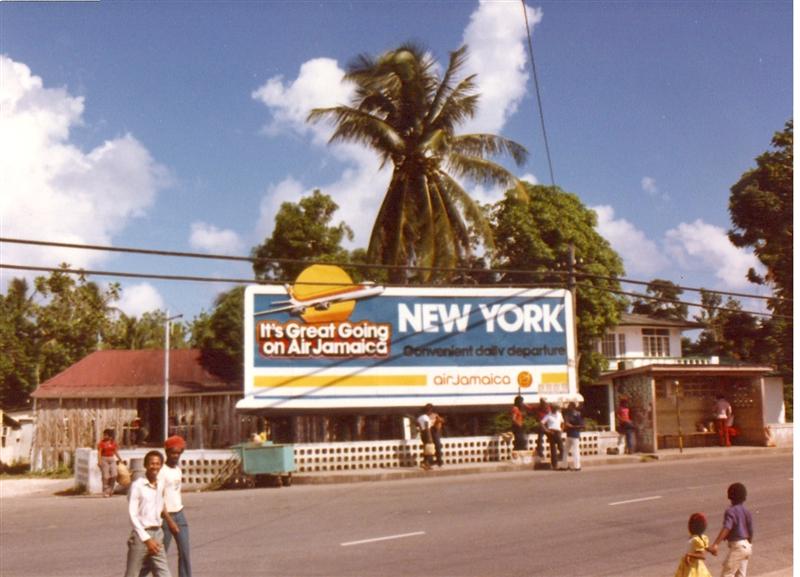 It's Great Going
on Air Jamaica
NEW YORK
Convenient daily departure
airJamaica